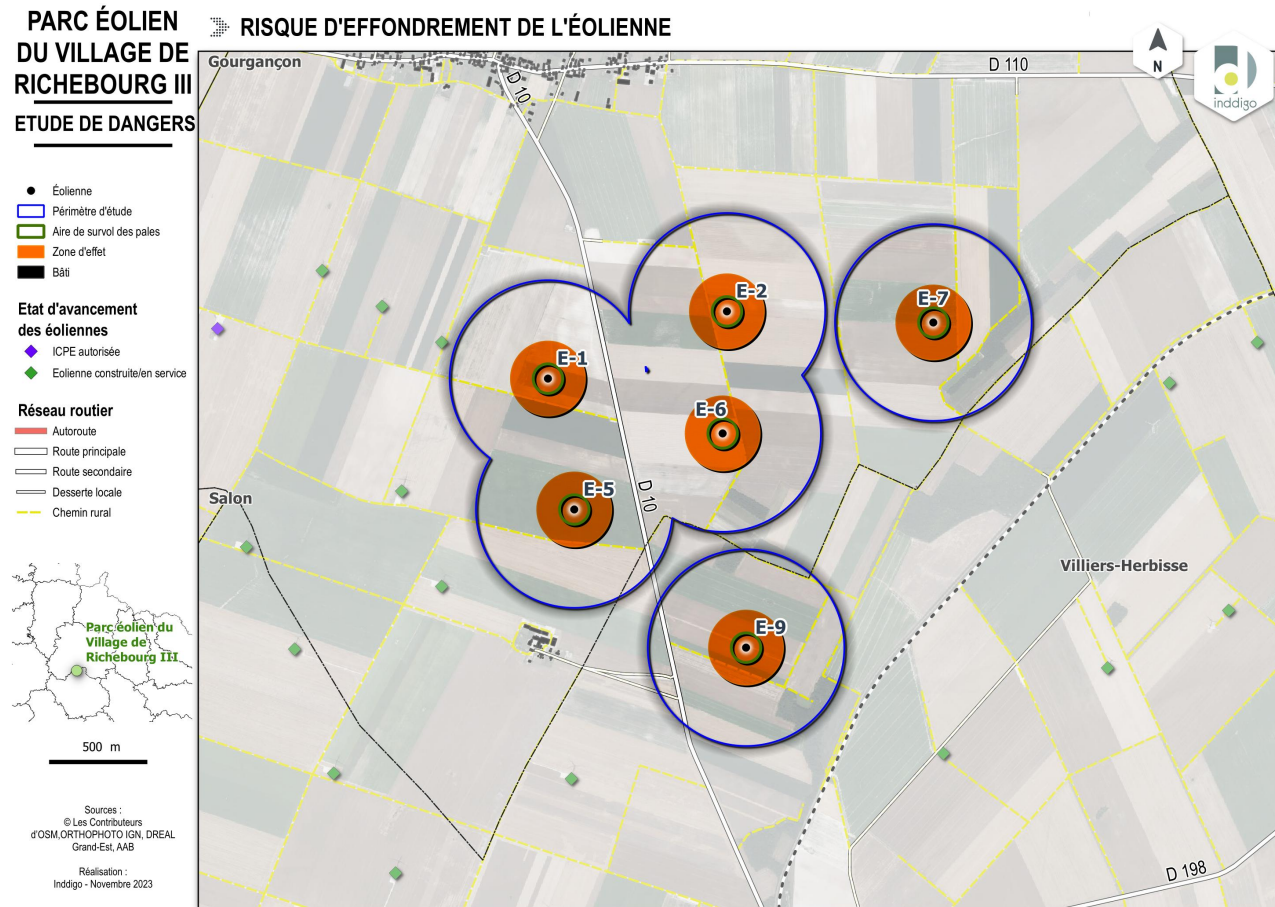 PARC ÉOLIEN
DU VILLAGE DE
RICHEBOURG III
ETUDE DE DANGERS
RISQUE D'EFFONDREMENT DE L'ÉOLIENNE
Éolienne
Périmètre d'étude
Aire de survol des pales
Zone d'effet
Bâti
Etat d'avancement
des éoliennes
ICPE autorisée
Eolienne construite/en service
Réseau routier
Autoroute
Route principale
Route secondaire
Desserte locale
Chemin rural
Parc éolien du
Village de
Richebourg III
500 m
Sources :
© Les Contributeurs
d'OSM,ORTHOPHOTO IGN, DREAL
Grand-Est, AAB
Réalisation :
Inddigo - Novembre 2023
Gourgançon
D 10
D 110
N
inddigo
E-2
E-7
E-1
E-6
E-5
D 10
Salon
Villiers-Herbisse
E-9
D 198